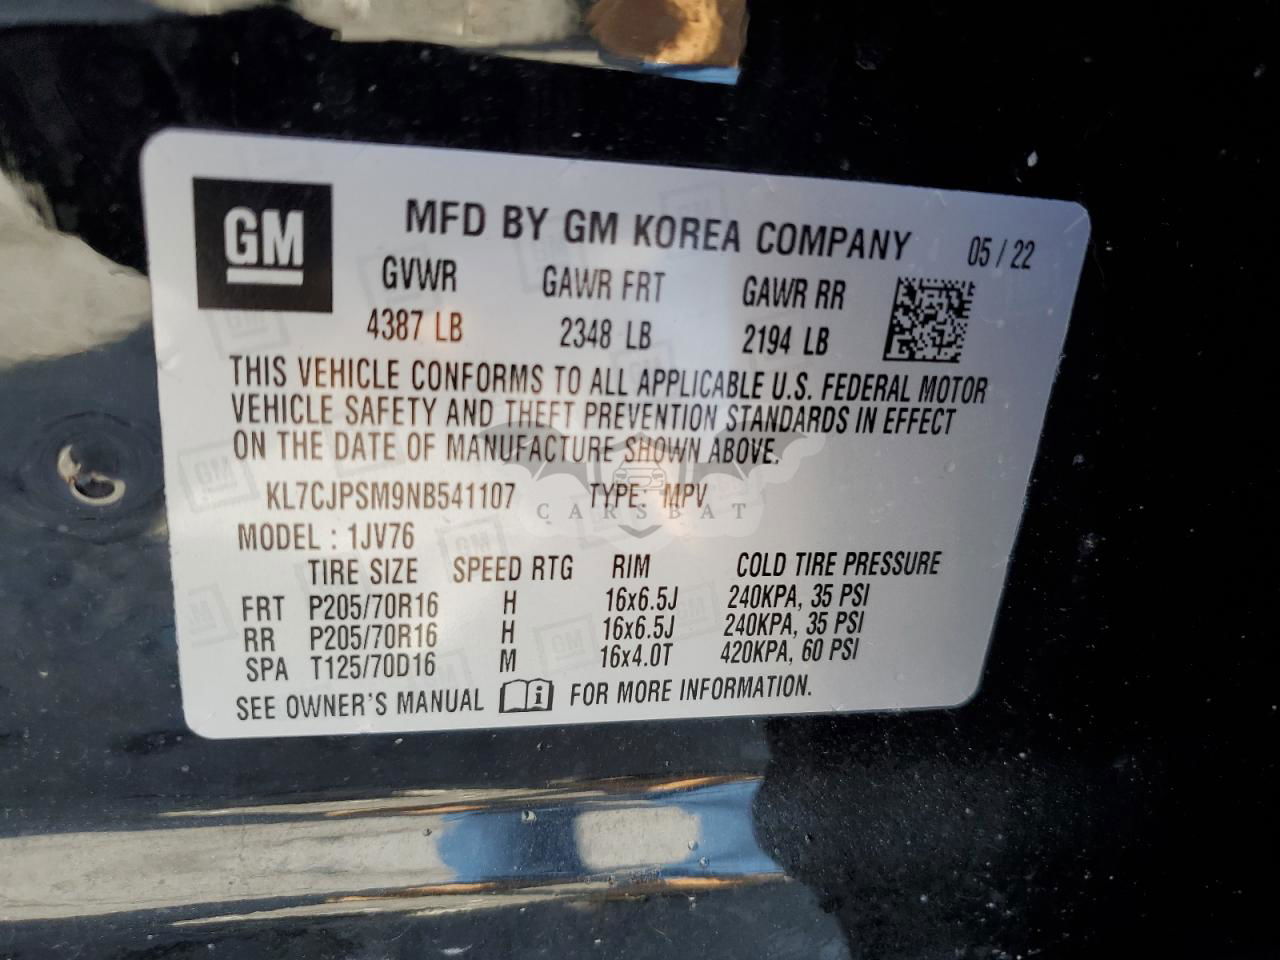 GM MFD BY GM KOREA COMPANY 05 / 22
GVWR GAWR FRT GAWR RR
4387 LB 2348 LB 2194 LB
THIS VEHICLE CONFORMS TO ALL APPLICABLE U.S. FEDERAL MOTOR
VEHICLE SAFETY AND THEFT PREVENTION STANDARDS IN EFFECT
ON THE DATE OF MANUFACTURE SHOWN ABOVE.
KL7CJPSM9NB541107 TYPE: MPV
CARSBAT
MODEL : 1JV76
TIRE SIZE SPEED RTG RIM COLD TIRE PRESSURE
FRT P205/70R16 H 16x6.5J 240KPA, 35 PSI
RR P205/70R16 H 16x6.5J 240KPA, 35 PSI
SPA T125/70D16 M 16x4.0T 420KPA, 60 PSI
SEE OWNER'S MANUAL i FOR MORE INFORMATION.